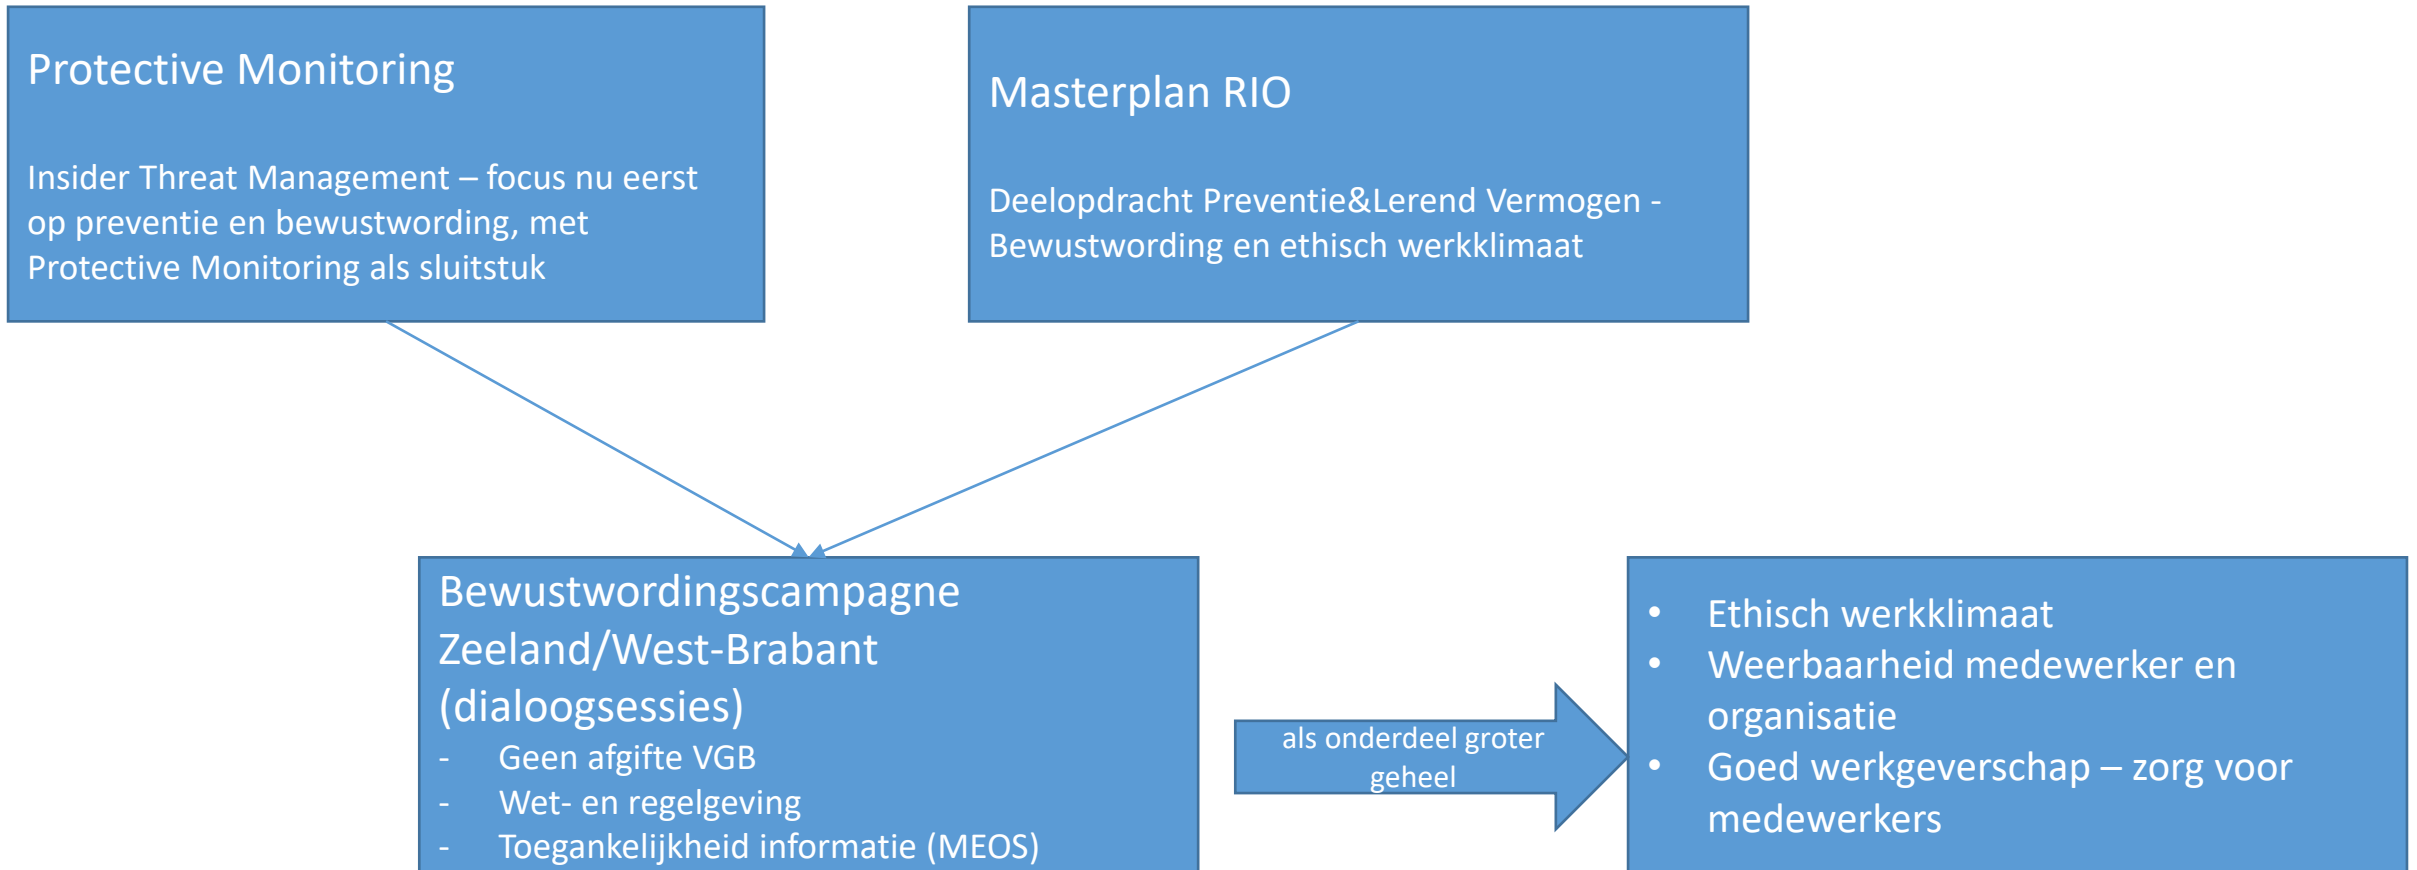 Protective Monitoring
Insider Threat Management – focus nu eerst
op preventie en bewustwording, met
Protective Monitoring als sluitstuk
Masterplan RIO
Deelopdracht Preventie&Lerend Vermogen -
Bewustwording en ethisch werkklimaat
Bewustwordingscampagne
Zeeland/West-Brabant
(dialoogsessies)
- Geen afgifte VGB
- Wet- en regelgeving
- Toegankelijkheid informatie (MEOS)
als onderdeel groter
geheel
• Ethisch werkklimaat
• Weerbaarheid medewerker en
organisatie
• Goed werkgeverschap – zorg voor
medewerkers